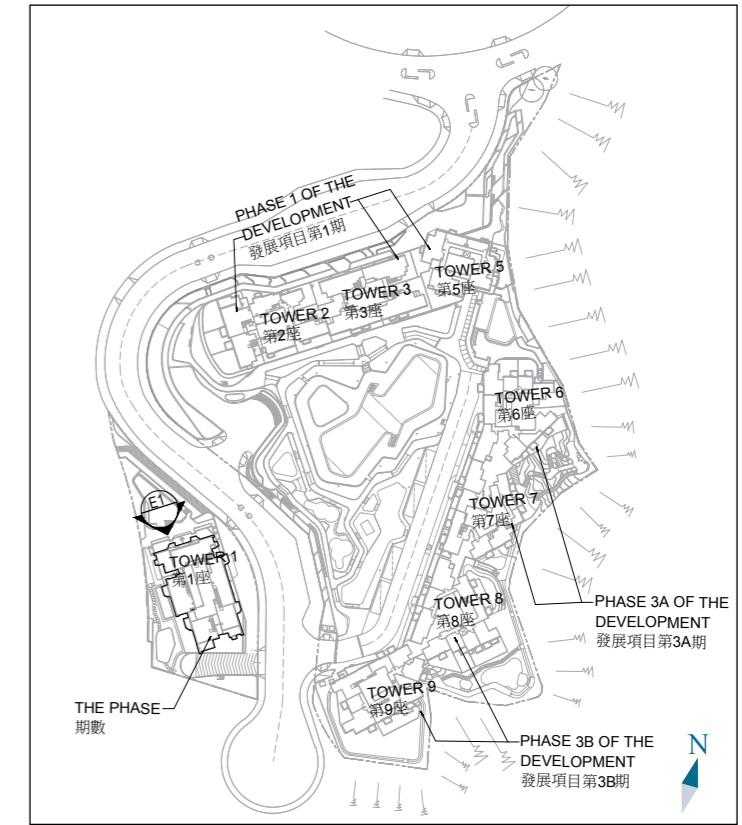 PHASE 1 OF THE
DEVELOPMENT
發展項目第1期
TOWER 5
第5座
TOWER 3
第3座
TOWER 2
第2座
TOWER 6
第6座
E1
TOWER 7
第7座
TOWER 1
第1座
TOWER 8
第8座
PHASE 3A OF THE
DEVELOPMENT
發展項目第3A期
TOWER 9
第9座
THE PHASE
期數
PHASE 3B OF THE
DEVELOPMENT
發展項目第3B期
N